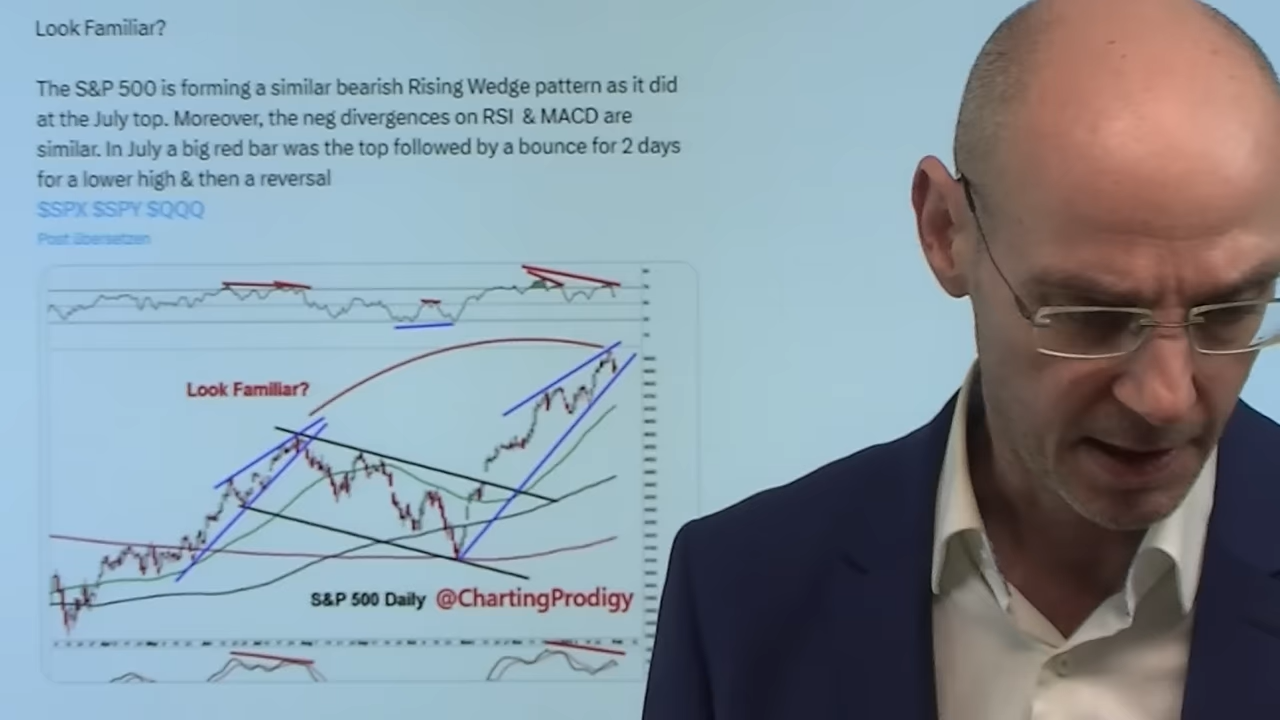 Look Familiar?
The S&P 500 is forming a similar bearish Rising Wedge pattern as it did
at the July top. Moreover, the neg divergences on RSI & MACD are
similar. In July a big red bar was the top followed by a bounce for 2 days
for a lower high & then a reversal
$SPX $SPY $QQQ
Post übersetzen
Look Familiar?
S&P 500 Daily @ChartingProdigy